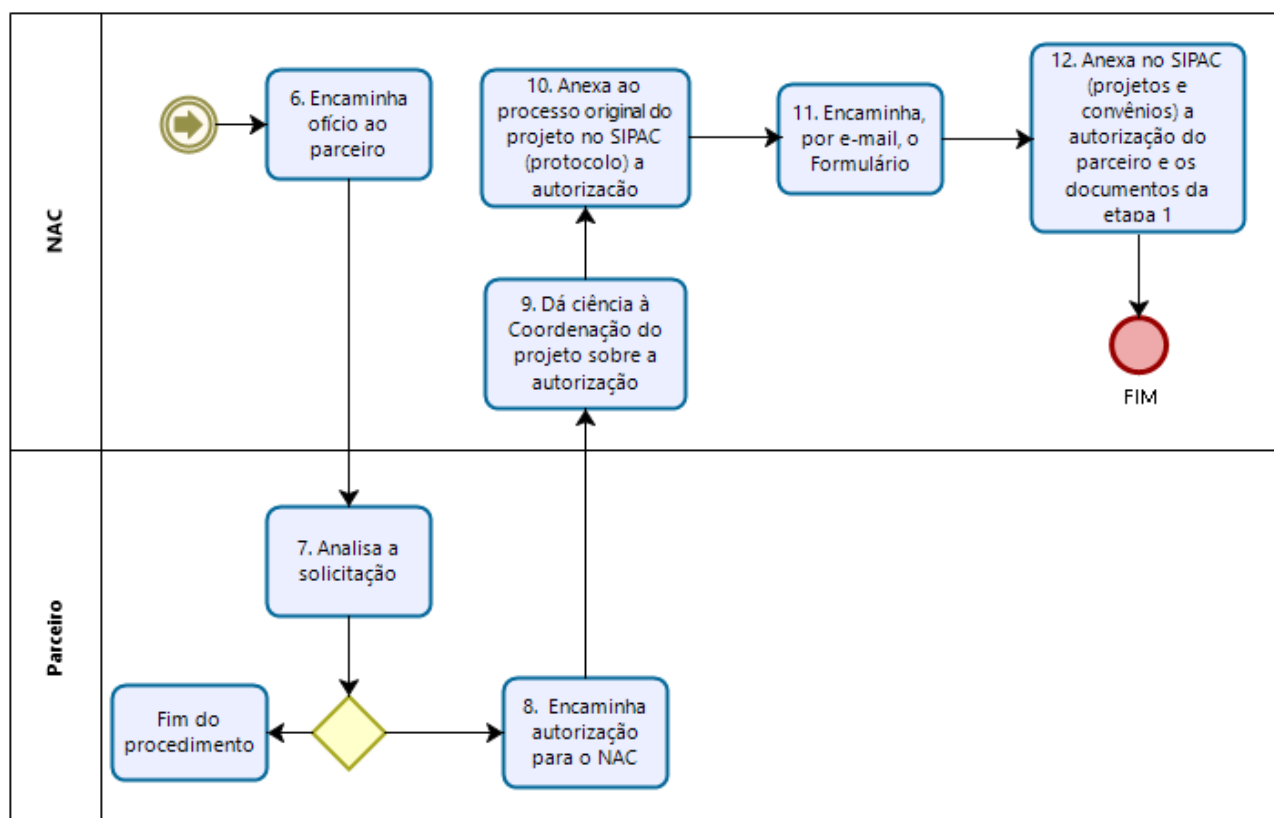 NAC
6. Encaminha
ofício ao
parceiro
10. Anexa ao
processo original do
projeto no SIPAC
(protocolo) a
autorização
11. Encaminha,
por e-mail, o
Formulário
12. Anexa no SIPAC
(projetos e
convênios) a
autorização do
parceiro e os
documentos da
etapa 1
9. Dá ciência à
Coordenação do
projeto sobre a
autorização
FIM
Parceiro
7. Analisa a
solicitação
Fim do
procedimento
8. Encaminha
autorização
para o NAC